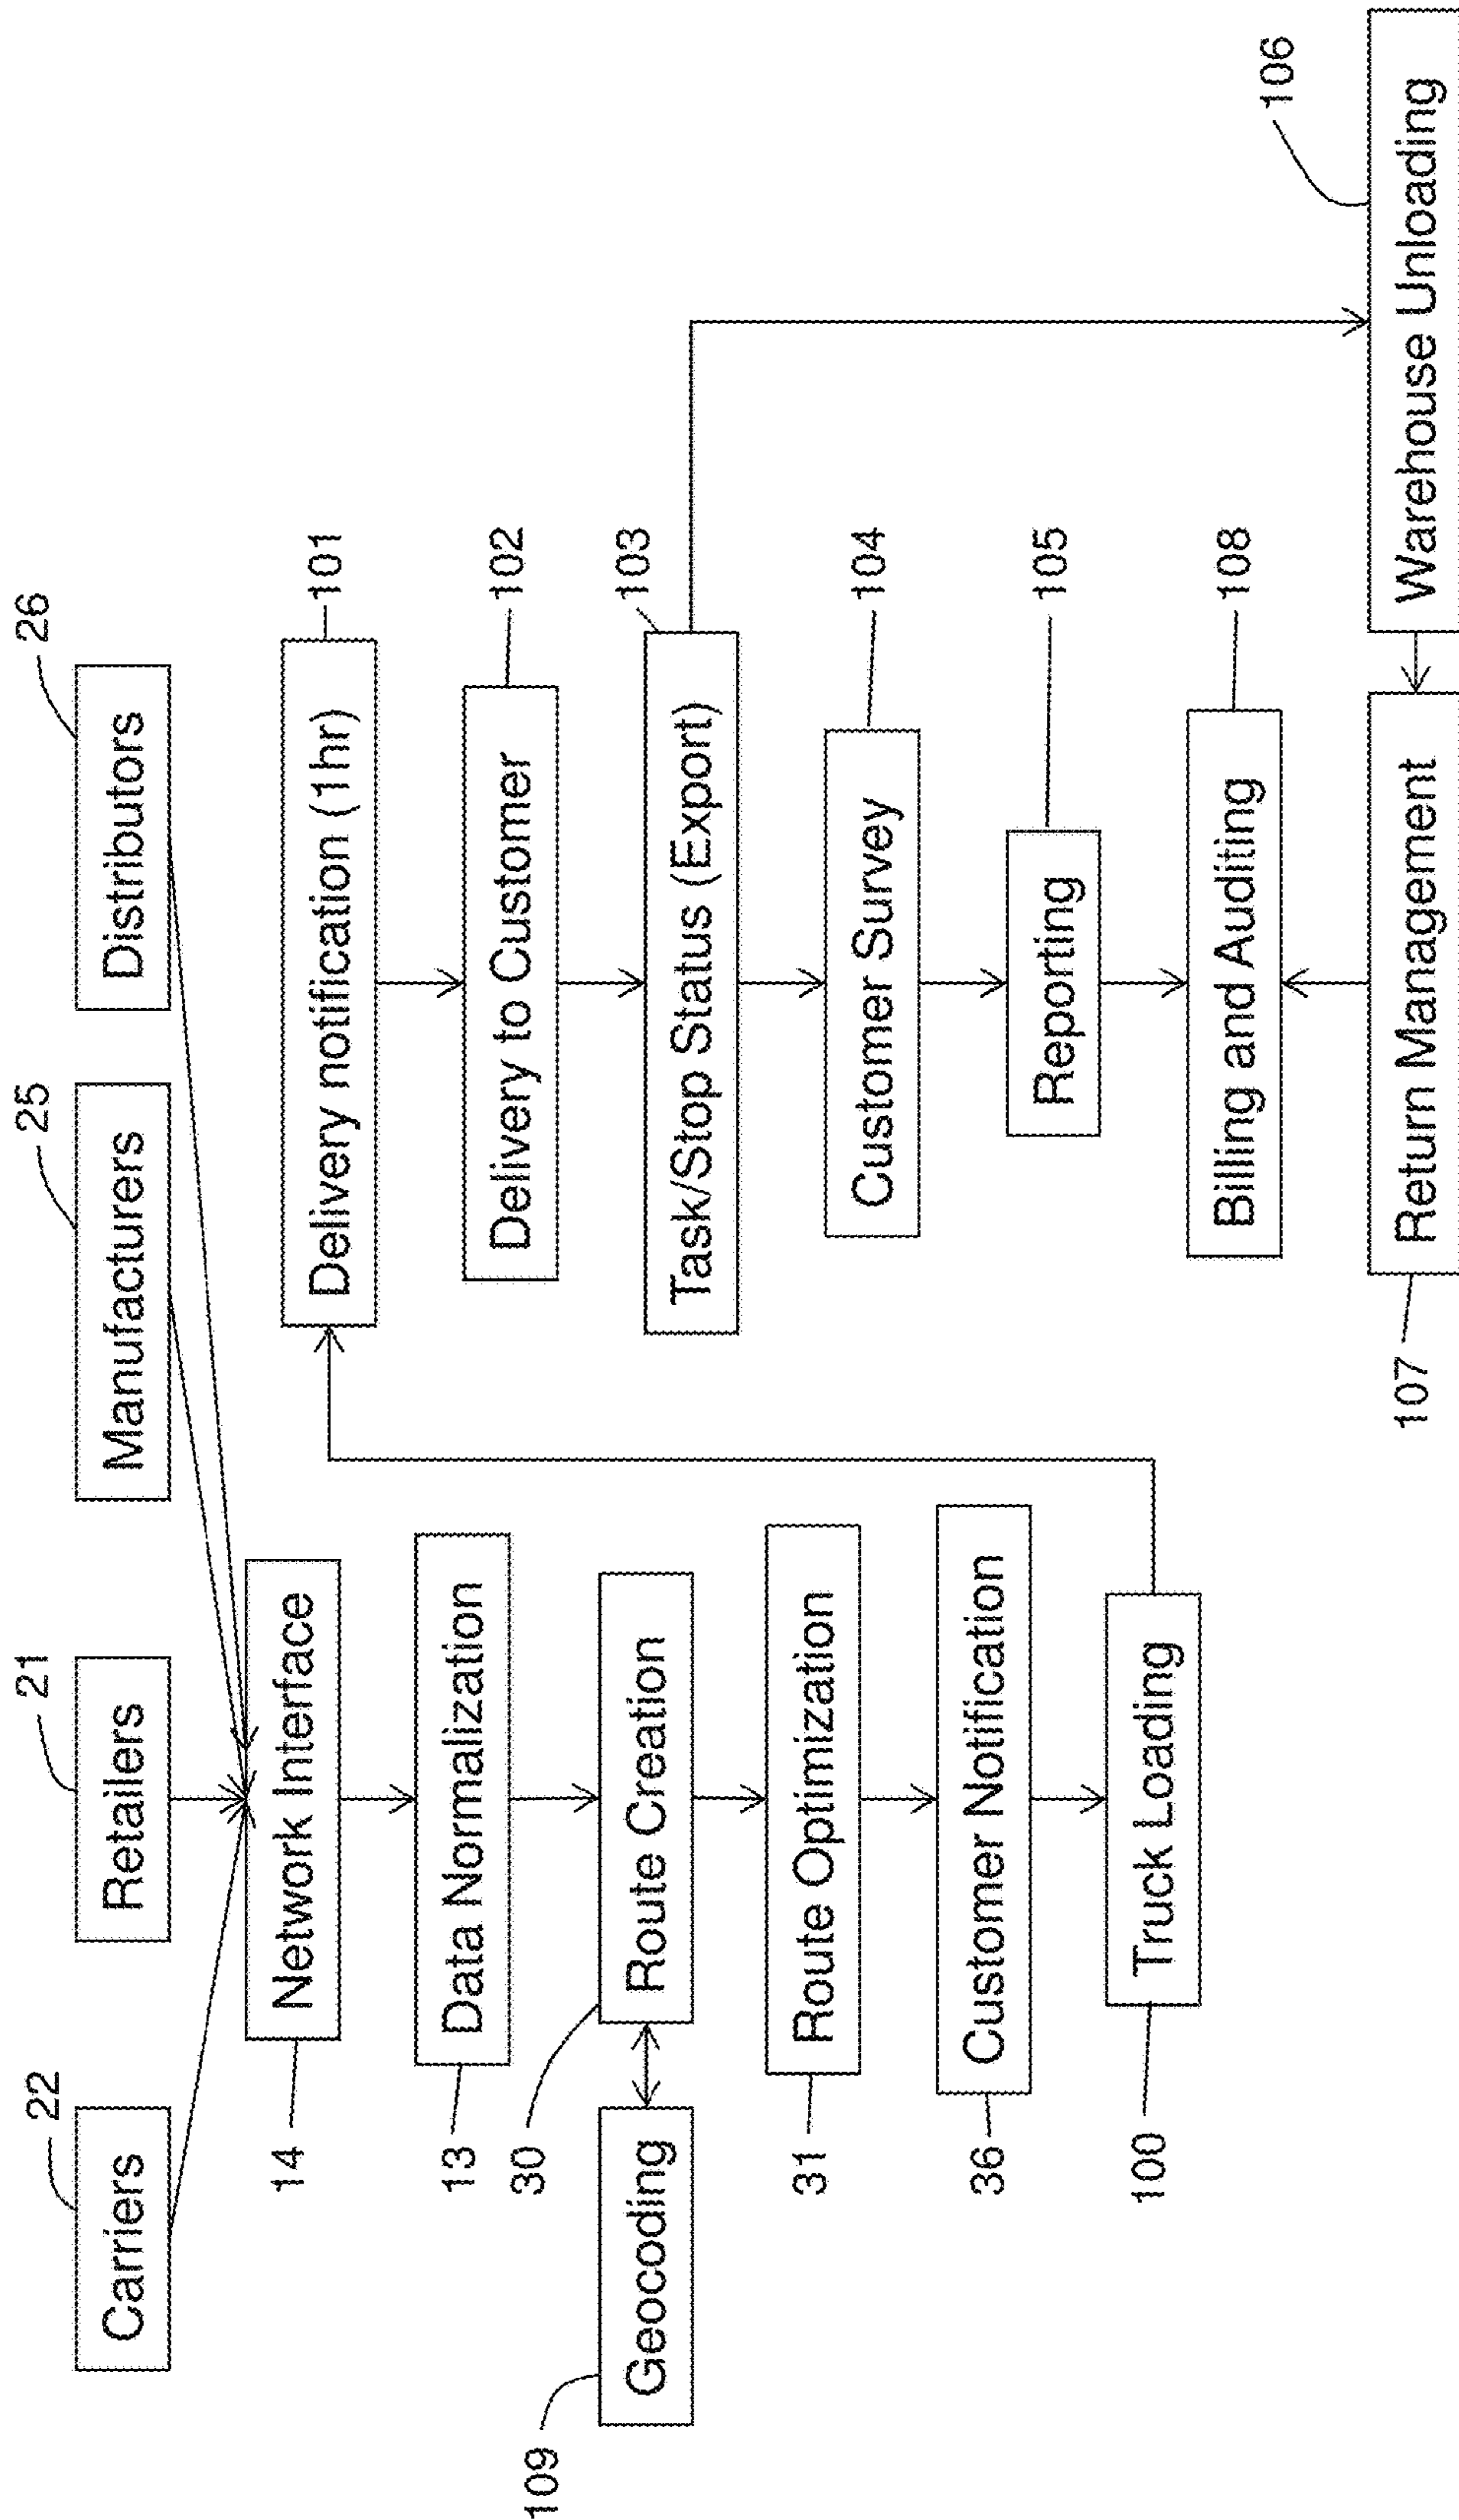 22
21
25
26
Carriers
Retailers
Manufacturers
Distributors
14
Network Interface
13
Data Normalization
30
109
Geocoding
Route Creation
31
Route Optimization
36
Customer Notification
100
Truck Loading
Delivery notification (1hr)
101
Delivery to Customer
102
Task/Stop Status (Export)
103
Customer Survey
104
Reporting
105
Billing and Auditing
108
106
107
Return Management
Warehouse Unloading